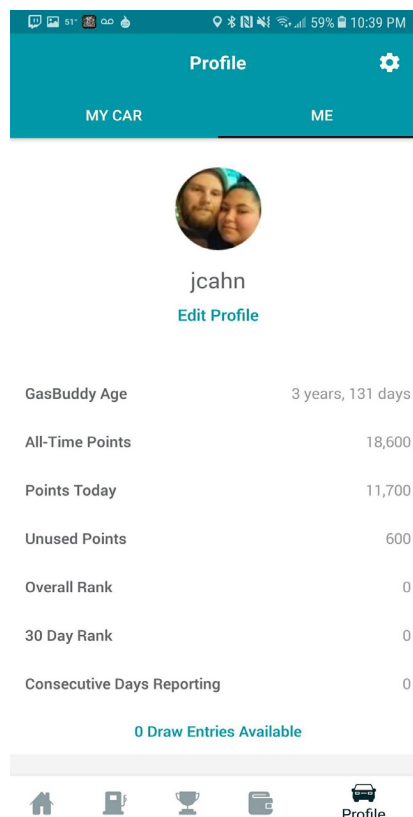 51° 59% 10:39 PM
Profile
MY CAR ME
jcahn
Edit Profile
GasBuddy Age 3 years, 131 days
All-Time Points 18,600
Points Today 11,700
Unused Points 600
Overall Rank 0
30 Day Rank 0
Consecutive Days Reporting 0
0 Draw Entries Available
Profile